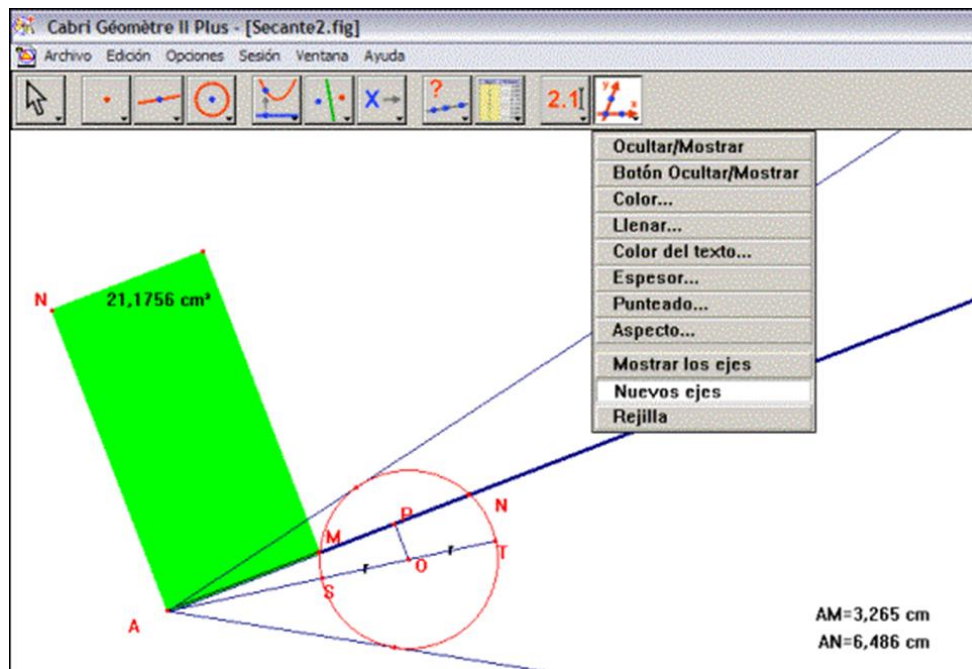 Cabri Géomètre II Plus - [Secante2.fig]
Archivo Edición Opciones Sesión Ventana Ayuda
? 2.1 y x
X
Ocultar/Mostrar
Botón Ocultar/Mostrar
Color...
Llenar...
Color del texto...
Espesor...
Punteado...
Aspecto...
Mostrar los ejes
Nuevos ejes
Rejilla
N
21,1756 cm²
M
N
r
r
O
T
S
A
AM=3,265 cm
AN=6,486 cm